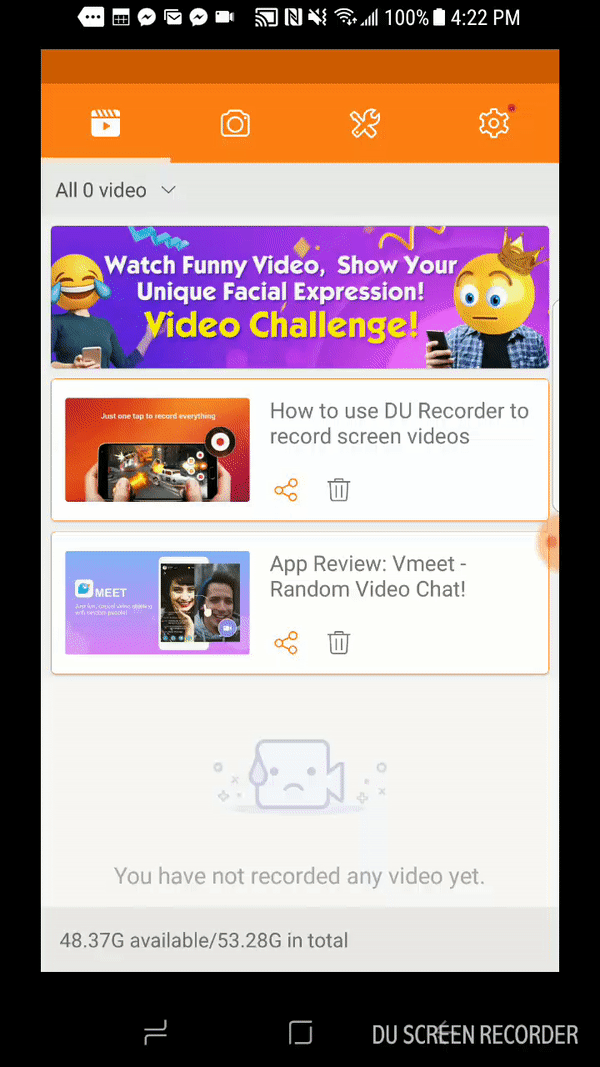 100% 4:22 PM
All 0 video
Watch Funny Video, Show Your
Unique Facial Expression!
Video Challenge!
Just one tap to record everything
How to use DU Recorder to
record screen videos
MEET
App Review: Vmeet -
Random Video Chat!
You have not recorded any video yet.
48.37G available/53.28G in total
DU SCREEN RECORDER